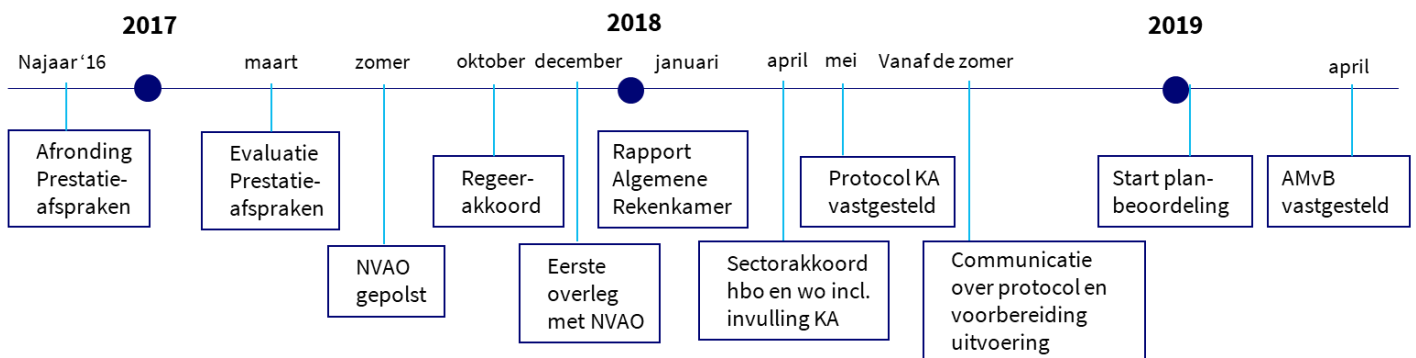 2017
2018
2019
Najaar ‘16
maart
zomer
oktober
december
januari
april
mei
Vanaf de zomer
april
Afronding
Prestatie-
afspraken
Evaluatie
Prestatie-
afspraken
NVAO
gepolst
Regeer-
akkoord
Eerste
overleg
met NVAO
Rapport
Algemene
Rekenkamer
Sectorakkoord
hbo en wo incl.
invulling KA
Protocol KA
vastgesteld
Communicatie
over protocol en
voorbereiding
uitvoering
Start plan-
beoordeling
AMvB
vastgesteld